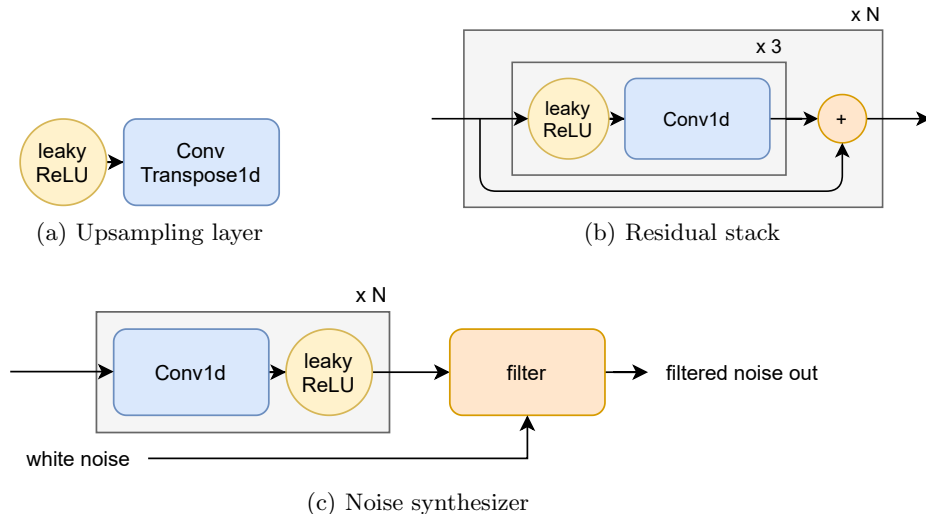 leaky
ReLU
Conv
Transpose1d
(a) Upsampling layer
x N
x 3
leaky
ReLU
Conv1d
+
(b) Residual stack
x N
Conv1d
leaky
ReLU
filter
filtered noise out
white noise
(c) Noise synthesizer